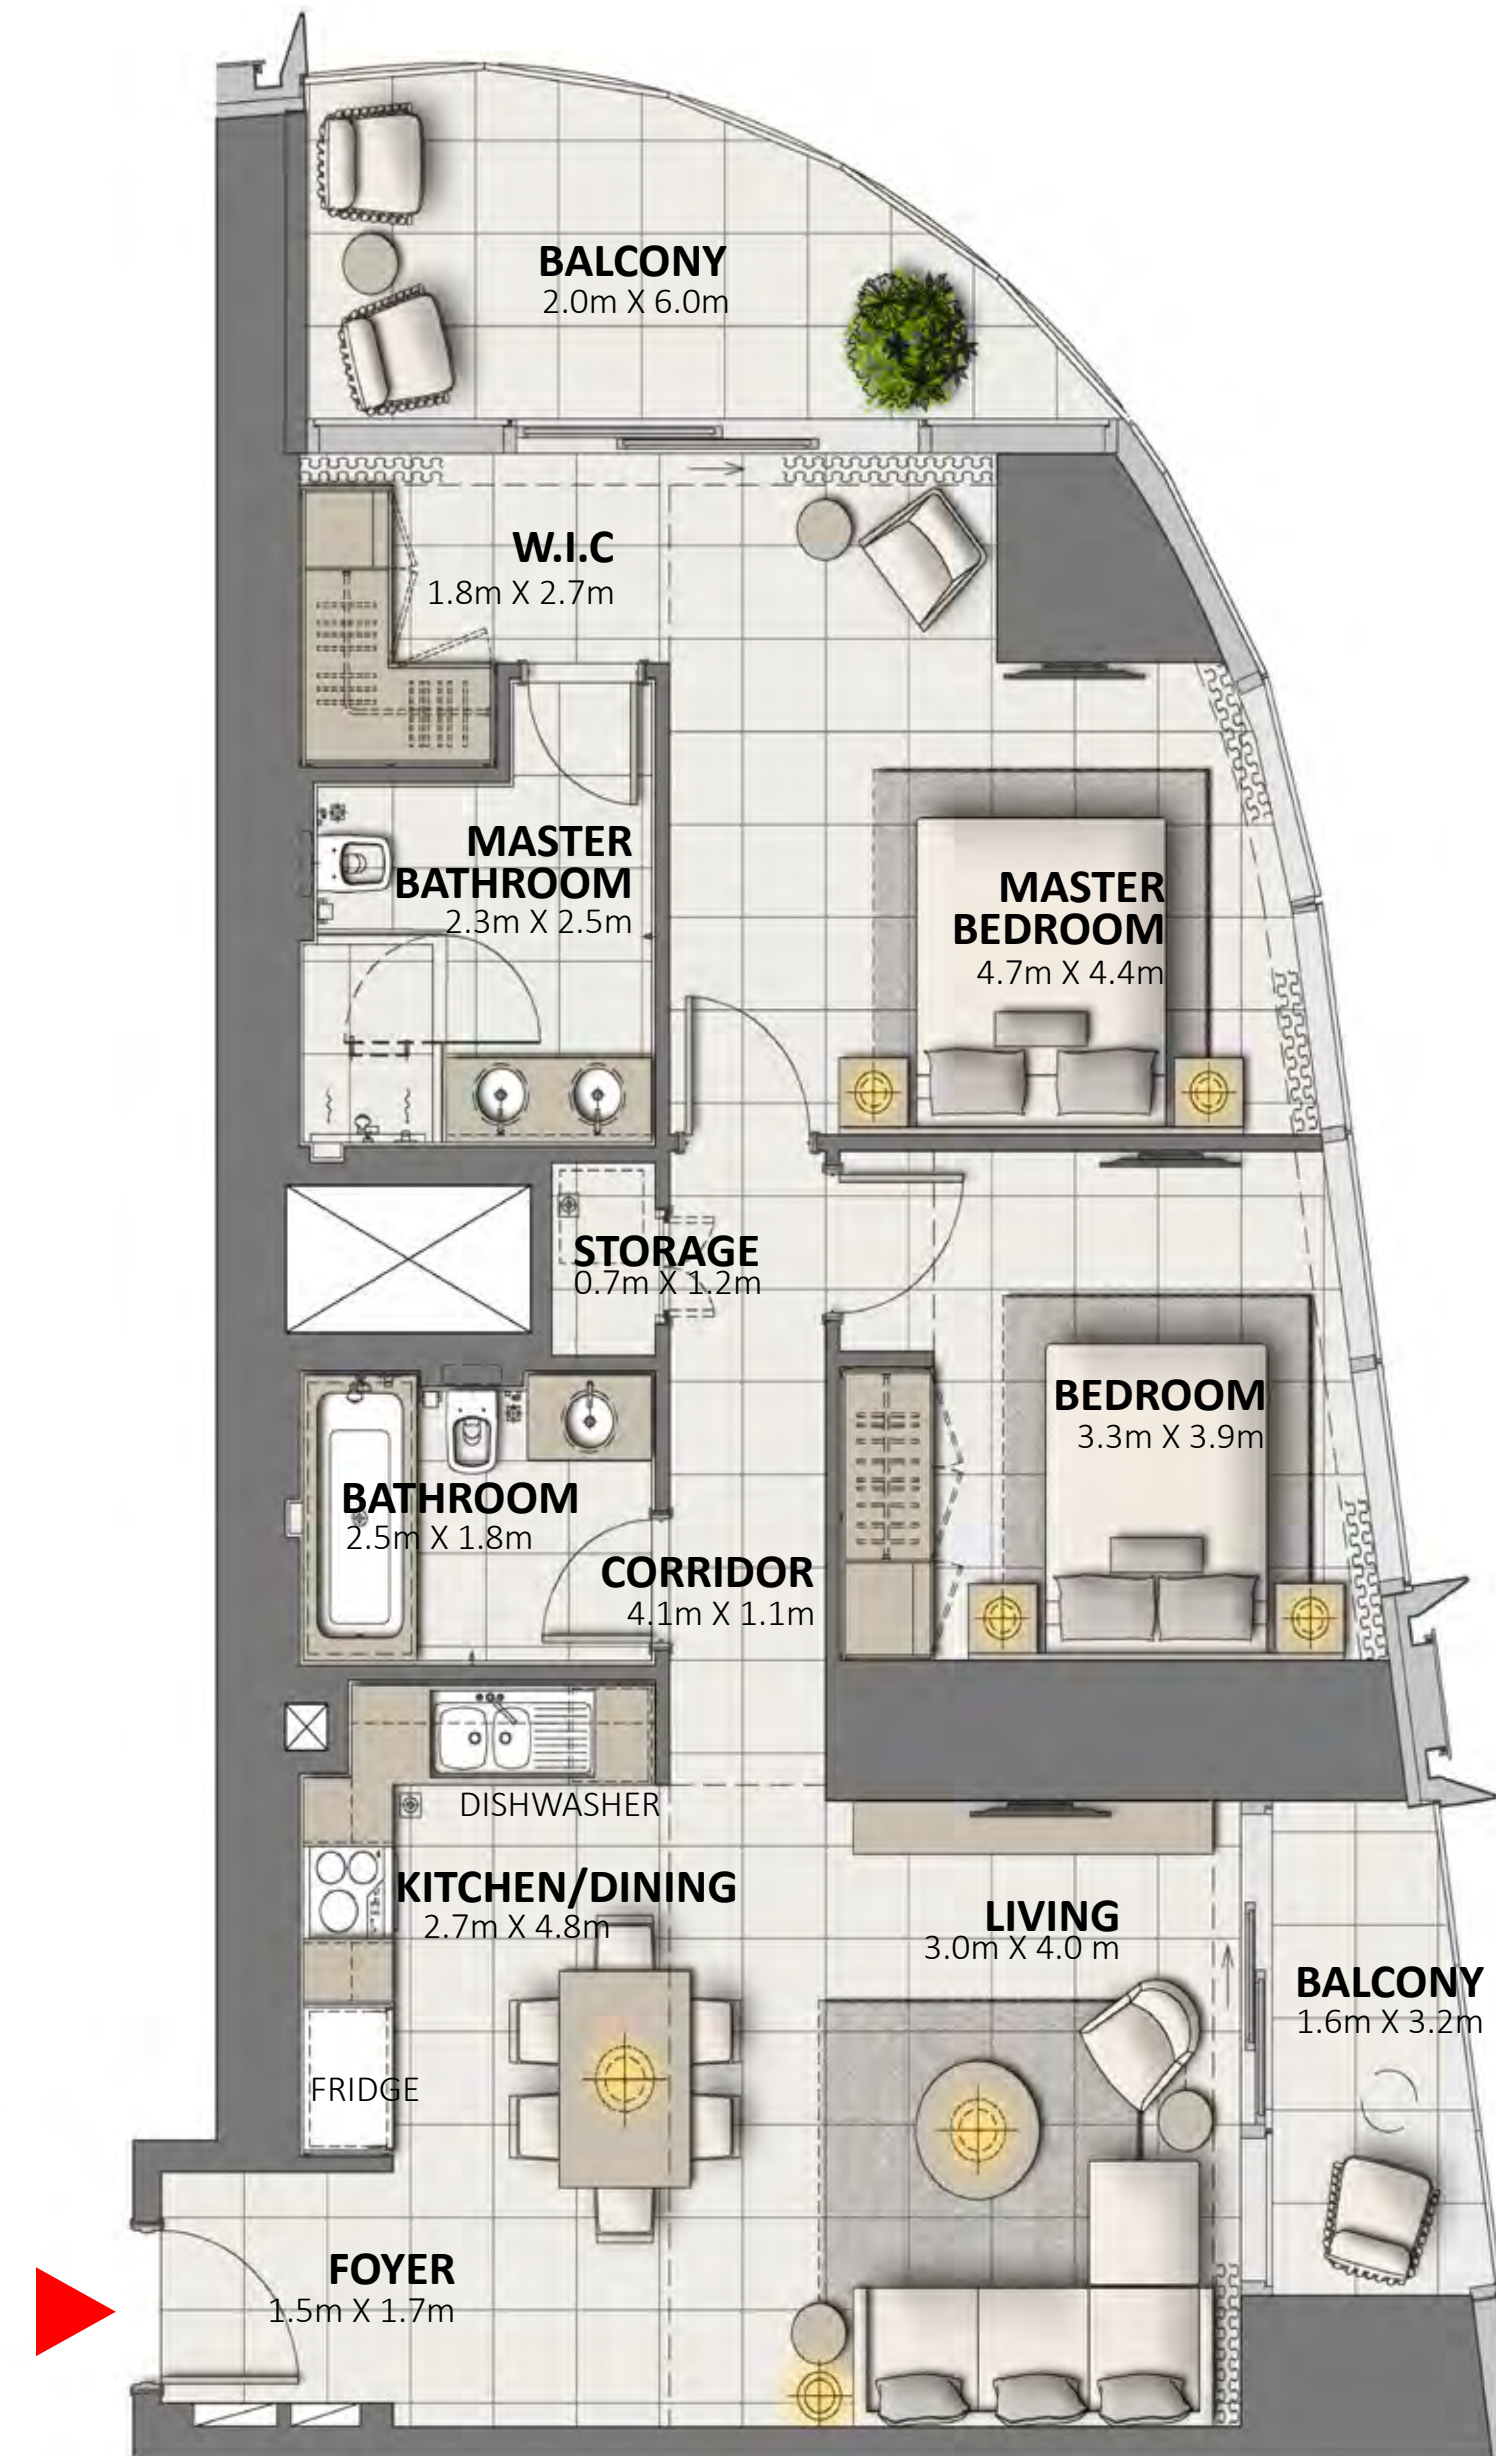 BALCONY
2.0m X 6.0m
W.I.C
1.8m X 2.7m
MASTER
BATHROOM
2.3m X 2.5m
MASTER
BEDROOM
4.7m X 4.4m
STORAGE
0.7m X 1.2m
BEDROOM
3.3m X 3.9m
BATHROOM
2.5m X 1.8m
CORRIDOR
4.1m X 1.1m
DISHWASHER
KITCHEN/DINING
2.7m X 4.8m
LIVING
3.0m X 4.0 m
BALCONY
1.6m X 3.2m
FRIDGE
FOYER
1.5m X 1.7m